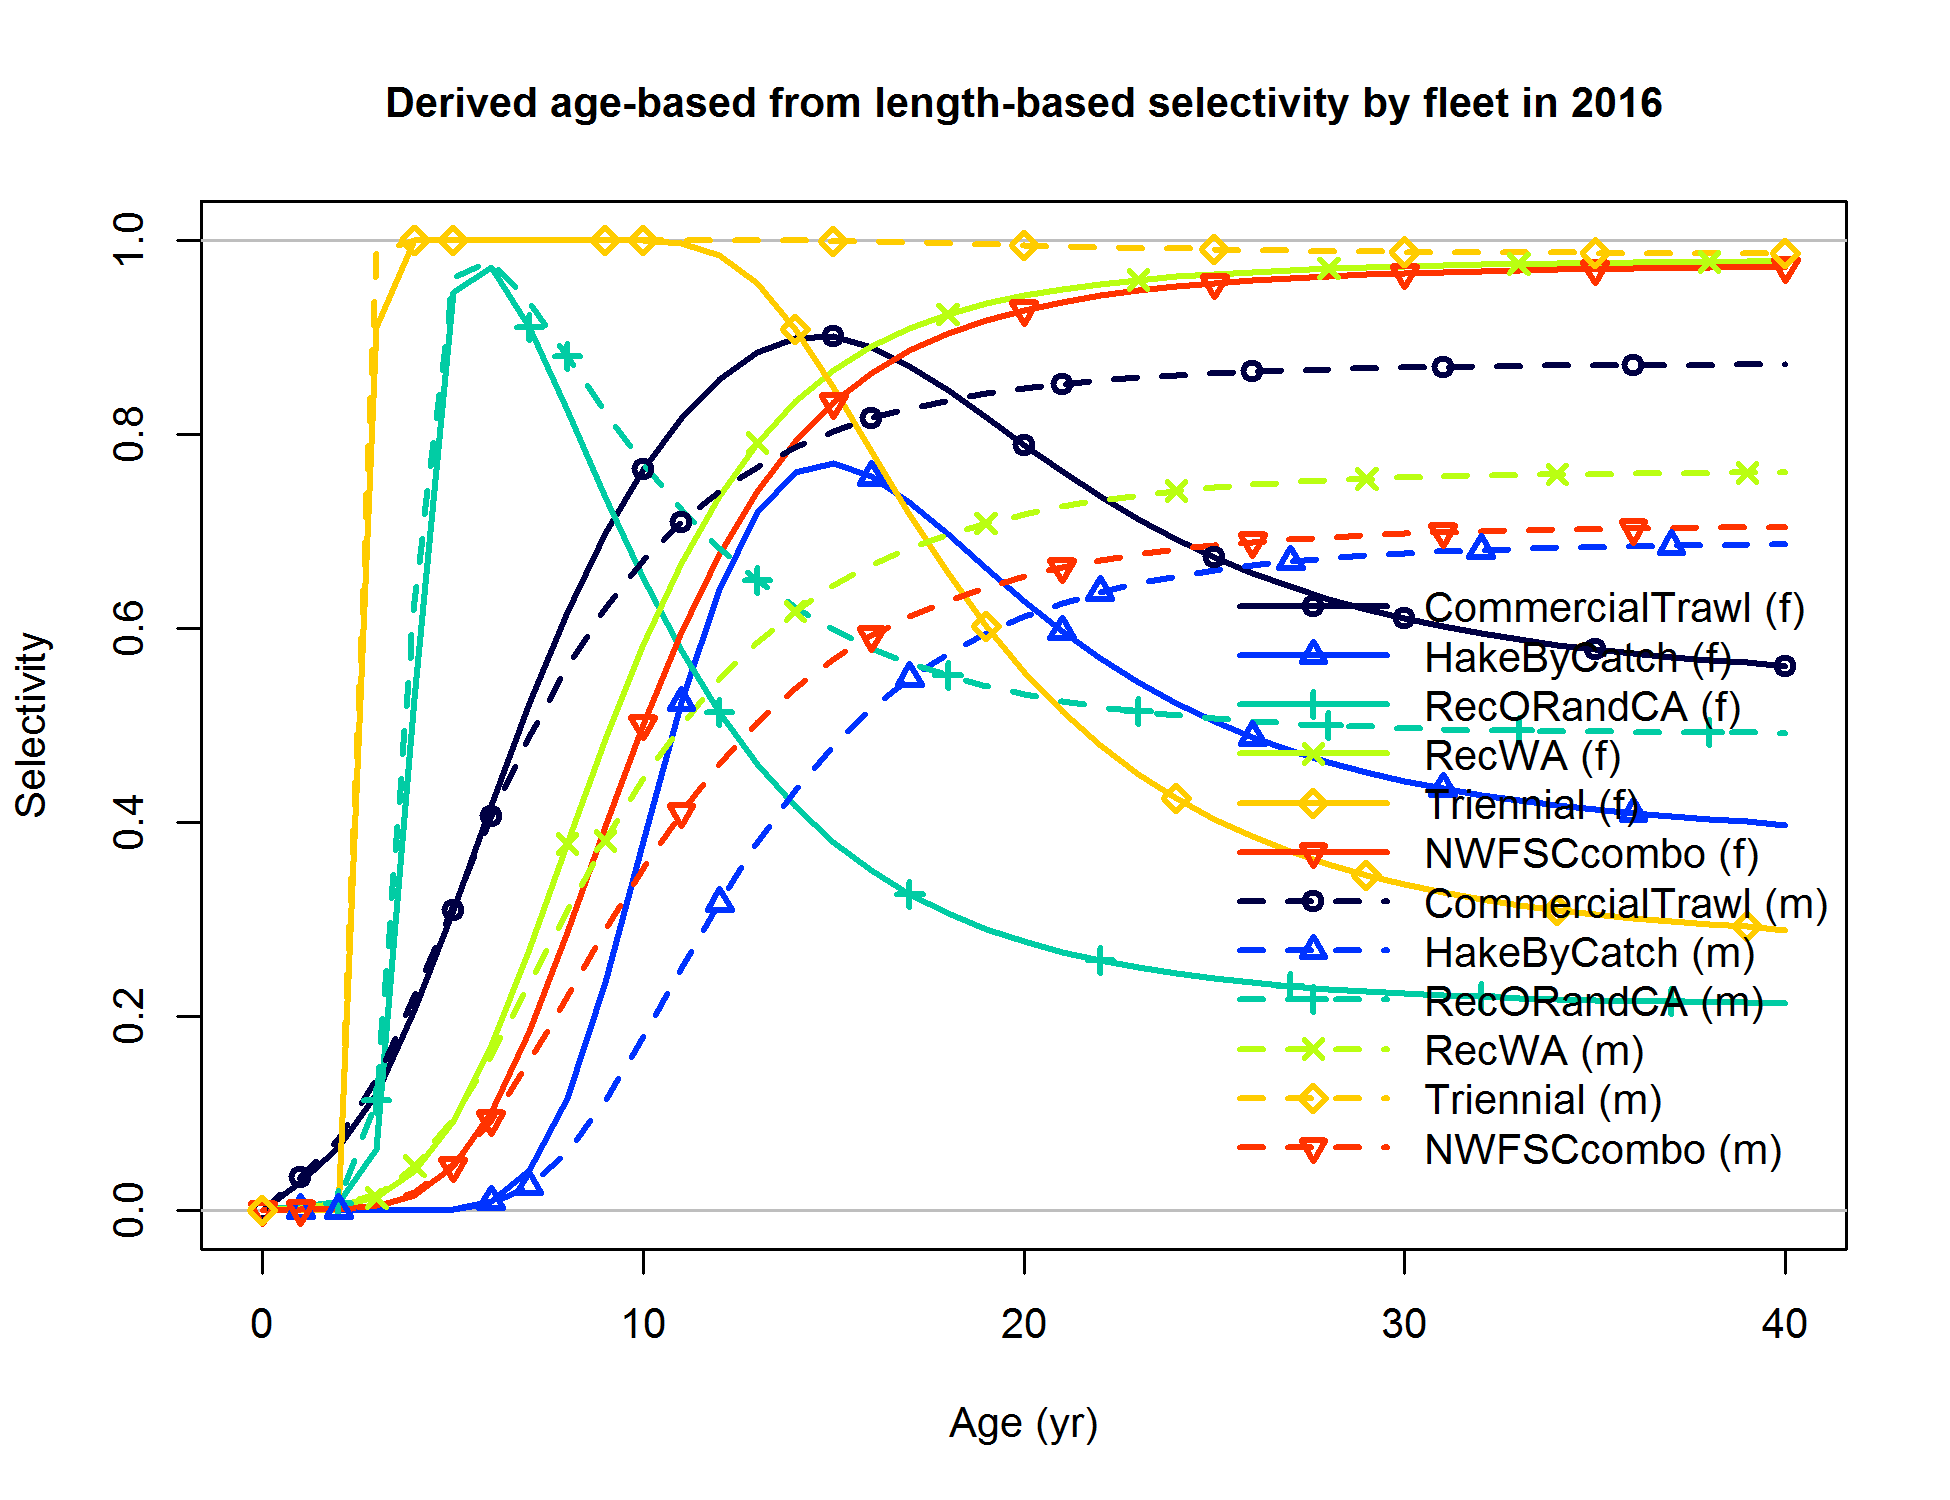 Derived age-based from length-based selectivity by fleet in 2016
Selectivity
1.0
0.8
0.6
0.4
0.2
0.0
CommercialTrawl (f)
HakeByCatch (f)
RecORandCA (f)
RecWA (f)
Triennial (f)
NWFSCcombo (f)
CommercialTrawl (m)
HakeByCatch (m)
RecORandCA (m)
RecWA (m)
Triennial (m)
NWFSCcombo (m)
0 10 20 30 40
Age (yr)